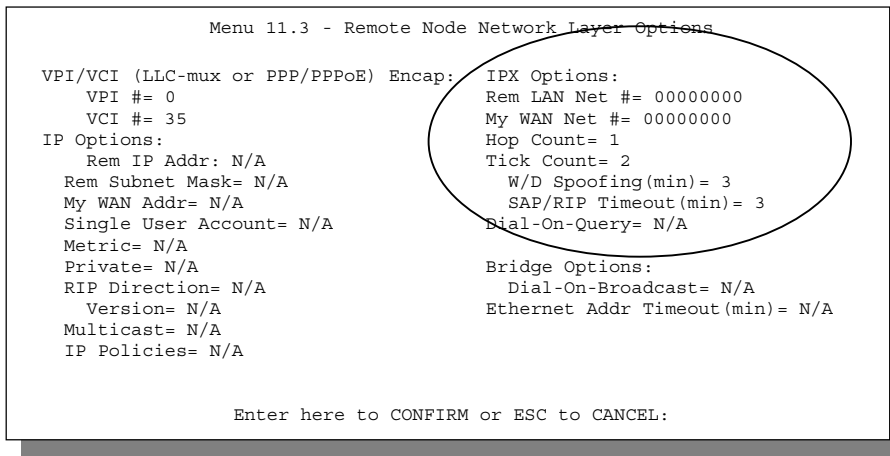 Menu 11.3 - Remote Node Network Layer Options
VPI/VCI (LLC-mux or PPP/PPPoE) Encap:
VPI #= 0
VCI #= 35
IP Options:
Rem IP Addr: N/A
Rem Subnet Mask= N/A
My WAN Addr= N/A
Single User Account= N/A
Metric= N/A
Private= N/A
RIP Direction= N/A
Version= N/A
Multicast= N/A
IP Policies= N/A
IPX Options:
Rem LAN Net #= 00000000
My WAN Net #= 00000000
Hop Count= 1
Tick Count= 2
W/D Spoofing(min)= 3
SAP/RIP Timeout(min)= 3
Dial-On-Query= N/A
Bridge Options:
Dial-On-Broadcast= N/A
Ethernet Addr Timeout(min)= N/A
Enter here to CONFIRM or ESC to CANCEL: